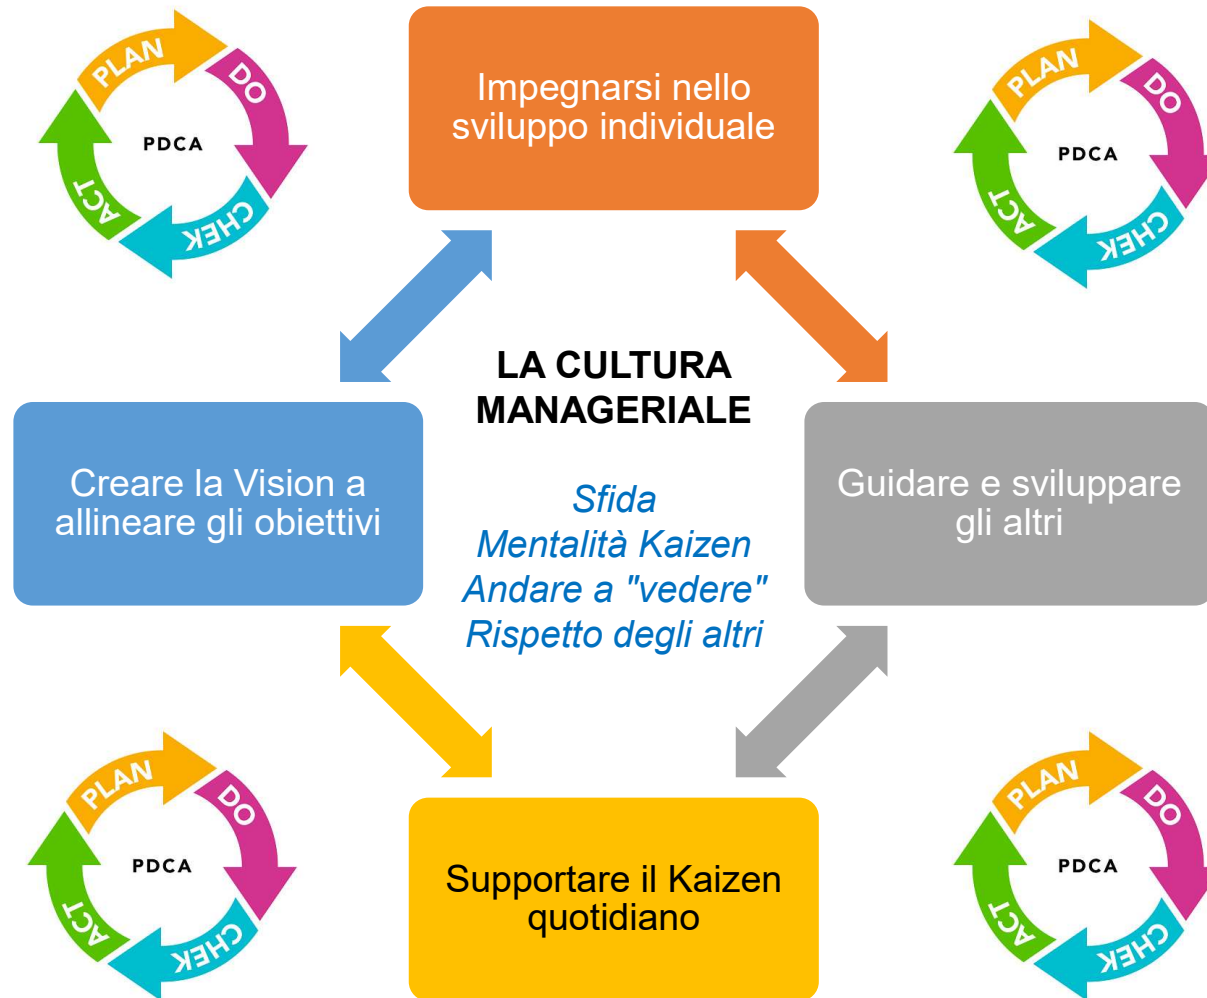 PLAN
DO
PDCA
CHEK
ACT
Impegnarsi nello
sviluppo individuale
PLAN
DO
PDCA
CHEK
ACT
LA CULTURA
MANAGERIALE
Creare la Vision a
allineare gli obiettivi
Sfida
Mentalità Kaizen
Andare a "vedere"
Rispetto degli altri
Guidare e sviluppare
gli altri
PLAN
DO
PDCA
CHEK
ACT
Supportare il Kaizen
quotidiano
PLAN
DO
PDCA
CHEK
ACT